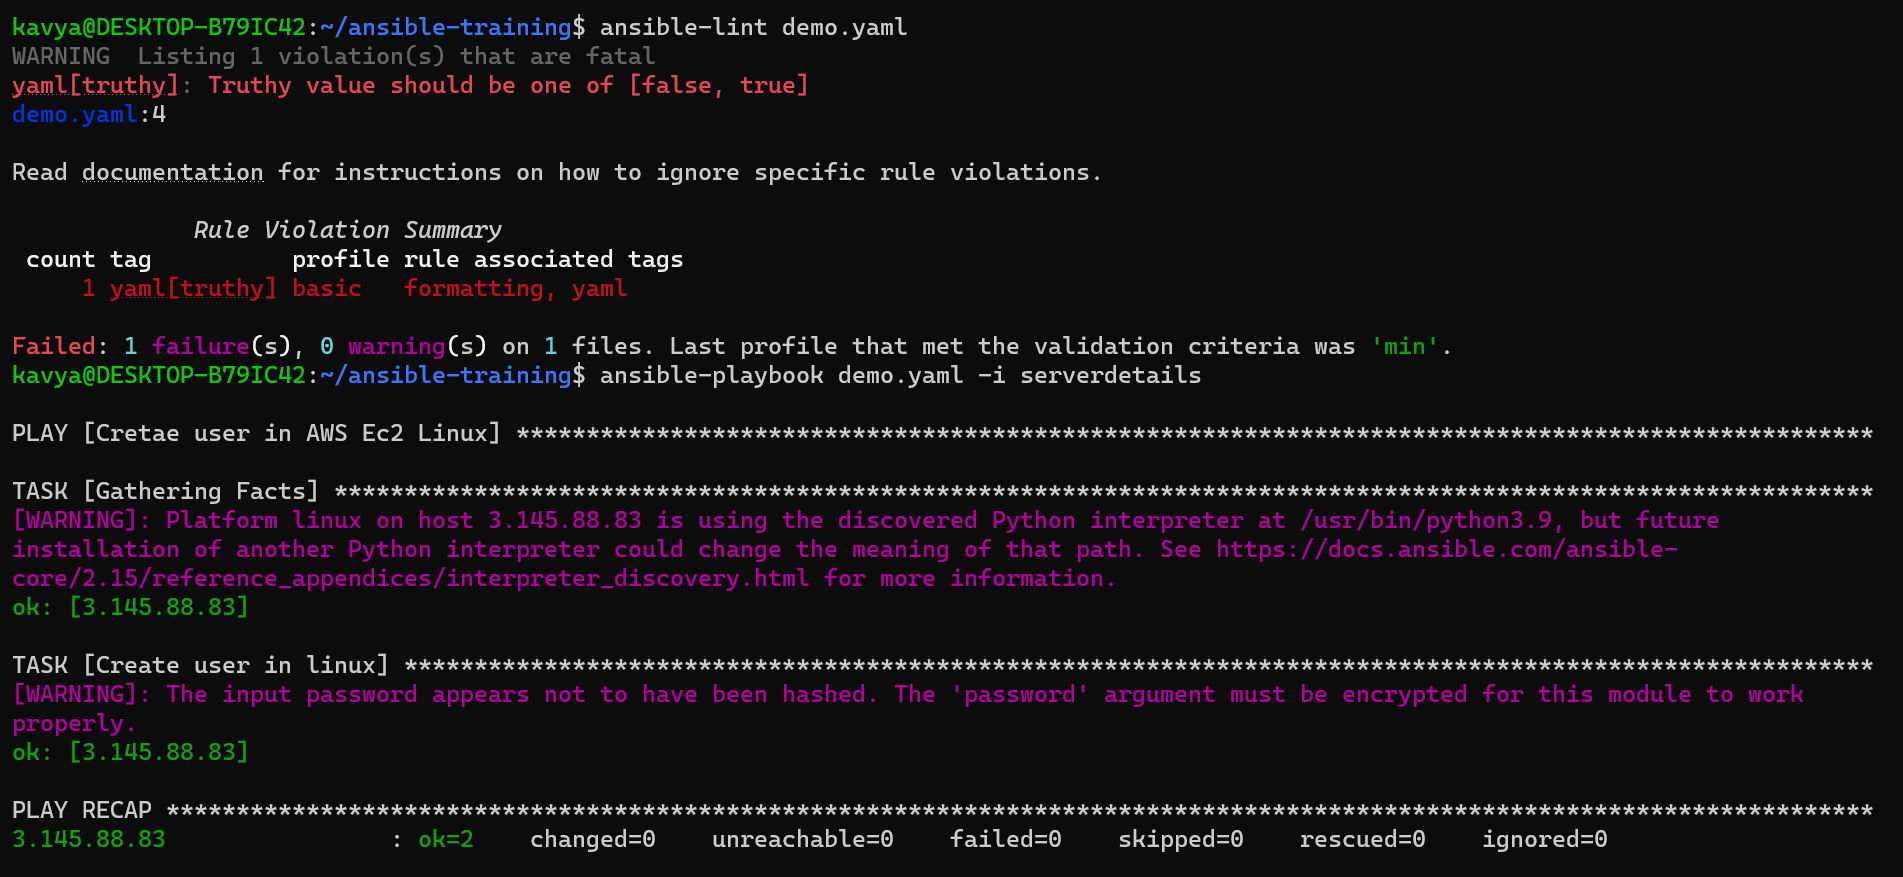 kavya@DESKTOP-B79IC42:~/ansible-training$ ansible-lint demo.yaml
WARNING  Listing 1 violation(s) that are fatal
yaml[truthy]: Truthy value should be one of [false, true]
demo.yaml:4
Read documentation for instructions on how to ignore specific rule violations.
Rule Violation Summary
count tag          profile rule associated tags
1 yaml[truthy] basic   formatting, yaml
Failed: 1 failure(s), 0 warning(s) on 1 files. Last profile that met the validation criteria was 'min'.
kavya@DESKTOP-B79IC42:~/ansible-training$ ansible-playbook demo.yaml -i serverdetails
PLAY [Cretae user in AWS Ec2 Linux] *************************************************************************************************
TASK [Gathering Facts] **************************************************************************************************************
[WARNING]: Platform linux on host 3.145.88.83 is using the discovered Python interpreter at /usr/bin/python3.9, but future
installation of another Python interpreter could change the meaning of that path. See https://docs.ansible.com/ansible-
core/2.15/reference_appendices/interpreter_discovery.html for more information.
ok: [3.145.88.83]
TASK [Create user in linux] *********************************************************************************************************
[WARNING]: The input password appears not to have been hashed. The 'password' argument must be encrypted for this module to work
properly.
ok: [3.145.88.83]
PLAY RECAP **************************************************************************************************************************
3.145.88.83                : ok=2    changed=0    unreachable=0    failed=0    skipped=0    rescued=0    ignored=0